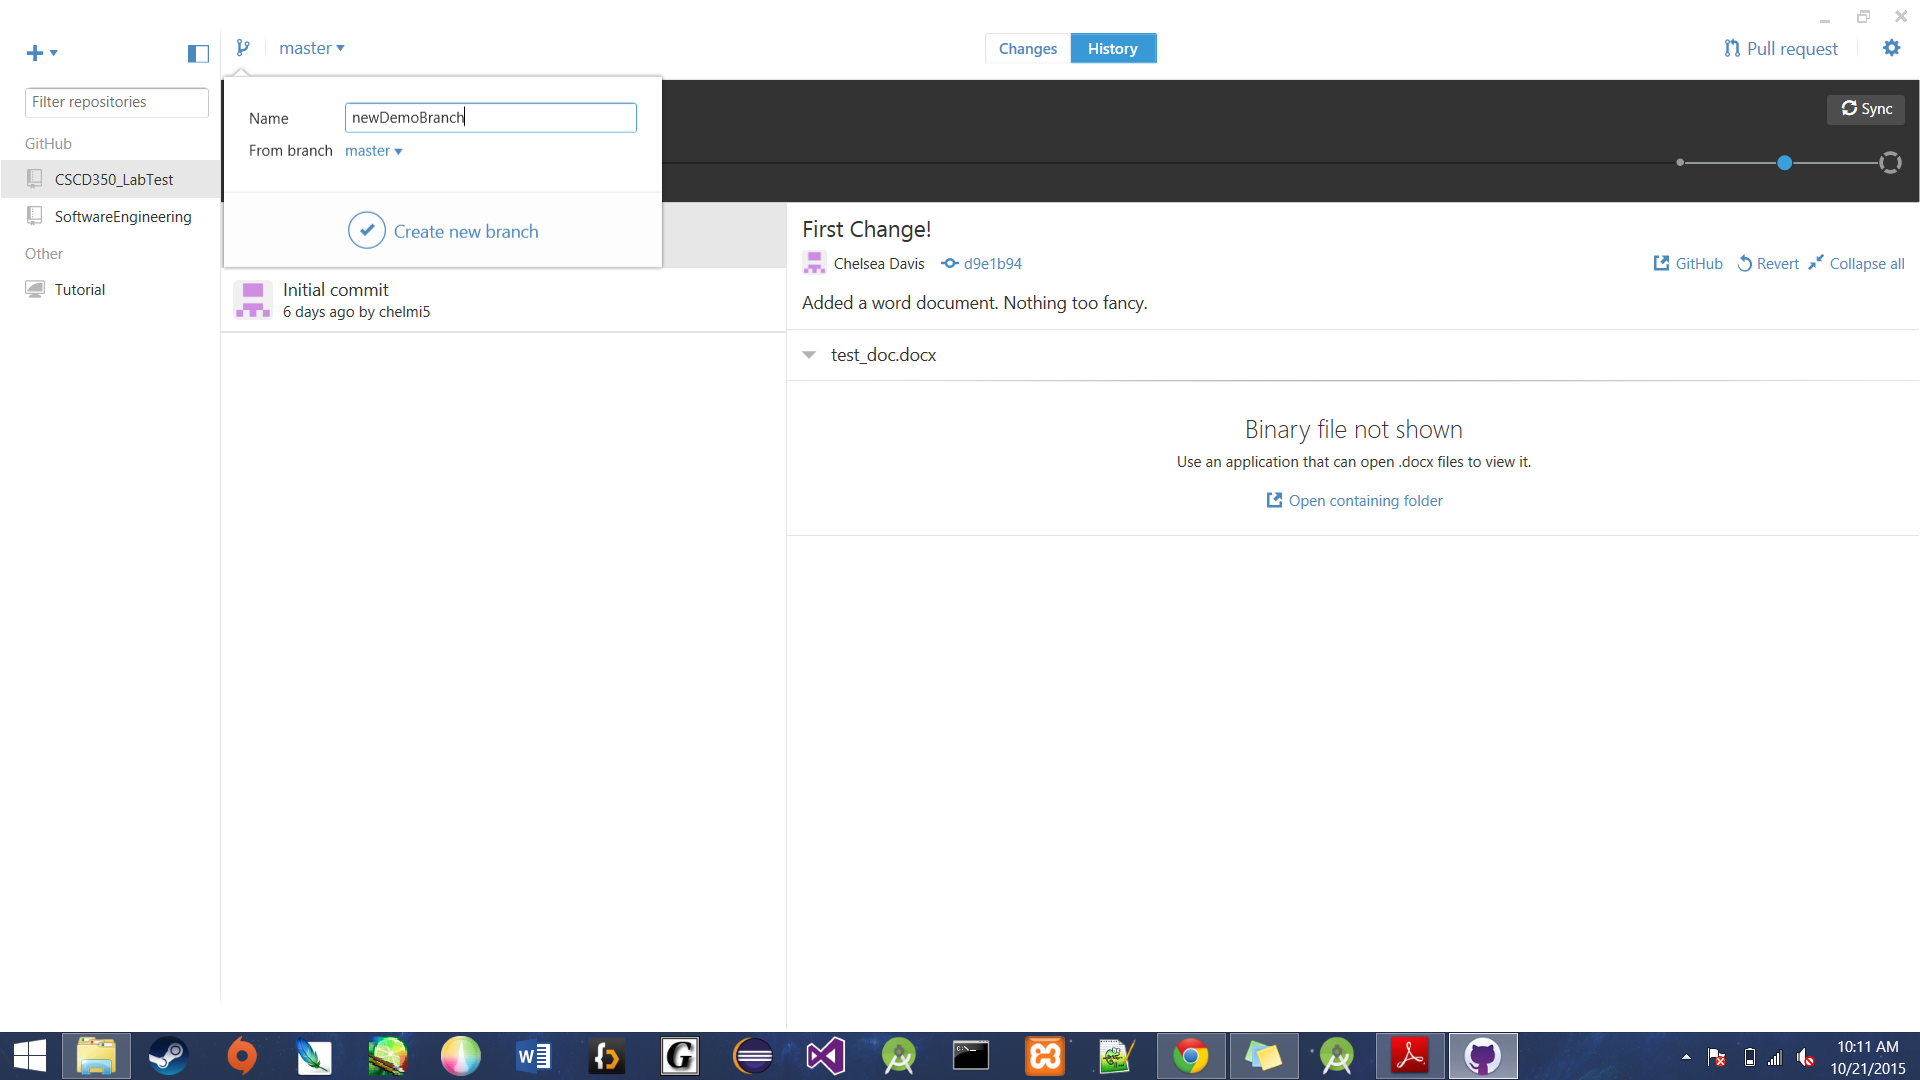 master
Changes
History
Pull request
Filter repositories
GitHub
CSCD350_LabTest
SoftwareEngineering
Other
Tutorial
Name
newDemoBranch
From branch
master
Create new branch
Sync
Initial commit
6 days ago by chelmi5
First Change!
Chelsea Davis
d9e1b94
GitHub
Revert
Collapse all
Added a word document. Nothing too fancy.
test_doc.docx
Binary file not shown
Use an application that can open .docx files to view it.
Open containing folder
10:11 AM
10/21/2015